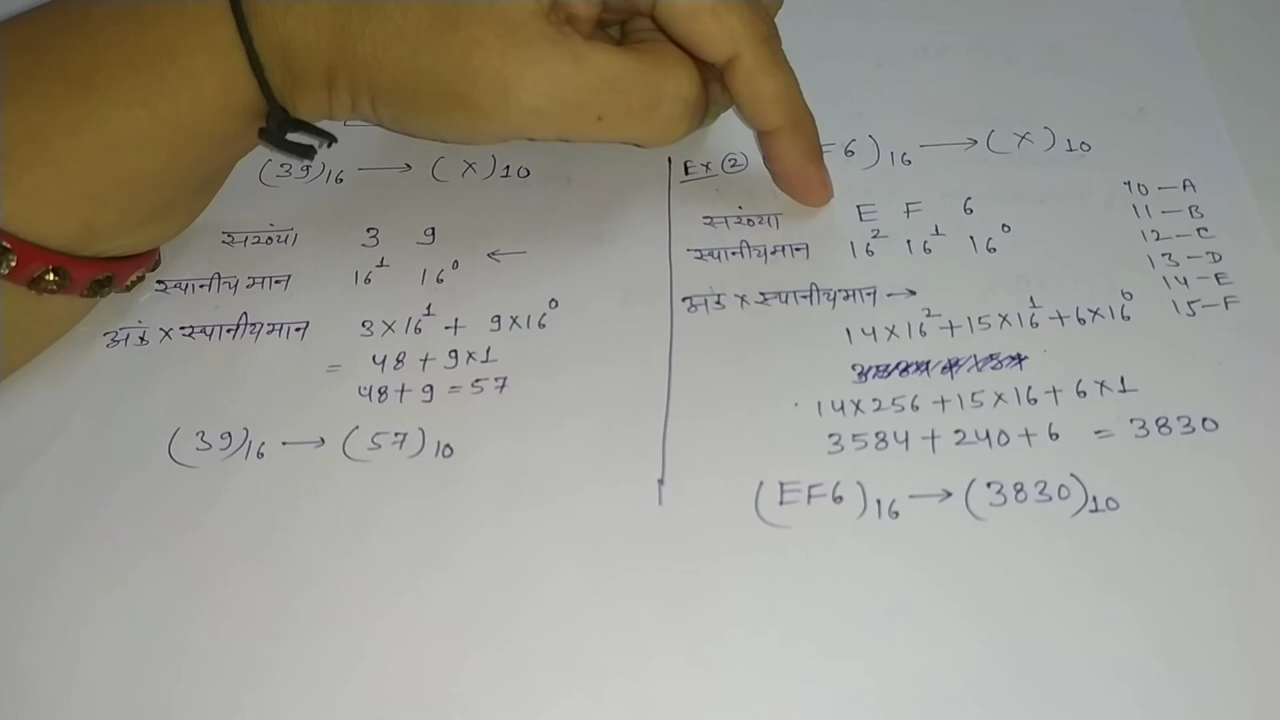 (39)₁₆ → (x)₁₀
सख्ंया 3 9 ←
स्थानीयमान 16¹ 16⁰
अंक × स्थानीयमान 3×16¹ + 9×16⁰
= 48 + 9×1
48 + 9 = 57
(39)₁₆ → (57)₁₀
Ex ② F6)₁₆ → (x)₁₀
सख्ंया E F 6
स्थानीयमान 16² 16¹ 16⁰
अंक × स्थानीयमान →
14×16² + 15×16¹ + 6×16⁰
14×256 + 15×16 + 6×1
3584 + 240 + 6 = 3830
(EF6)₁₆ → (3830)₁₀
10 – A
11 – B
12 – C
13 – D
14 – E
15 – F